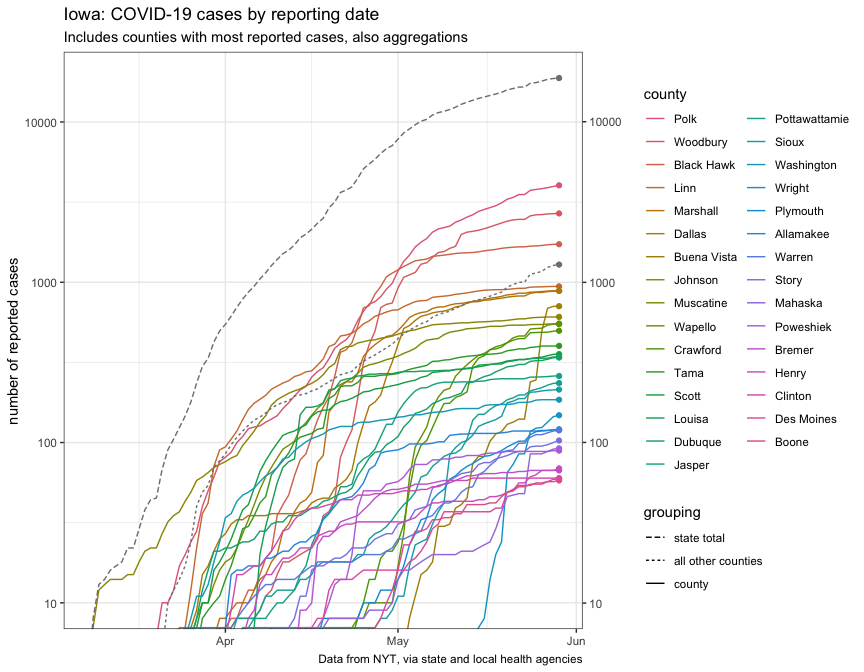 Iowa: COVID-19 cases by reporting date
Includes counties with most reported cases, also aggregations
number of reported cases
10000
1000
100
10
10000
1000
100
10
Apr
May
Jun
Data from NYT, via state and local health agencies
county
Polk
Woodbury
Black Hawk
Linn
Marshall
Dallas
Buena Vista
Johnson
Muscatine
Wapello
Crawford
Tama
Scott
Louisa
Dubuque
Jasper
Pottawattamie
Sioux
Washington
Wright
Plymouth
Allamakee
Warren
Story
Mahaska
Poweshiek
Bremer
Henry
Clinton
Des Moines
Boone
grouping
state total
all other counties
county